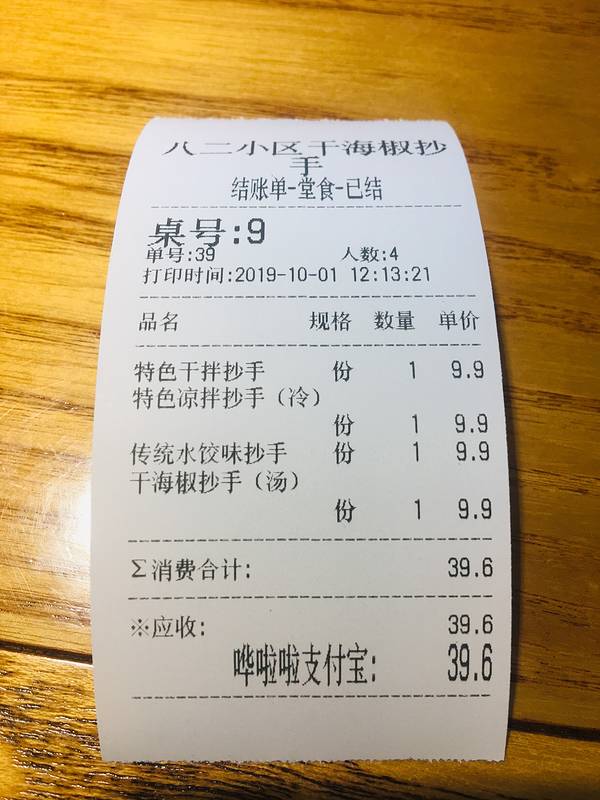 八二小区干海椒抄
手
结账单-堂食-已结
桌号:9
单号:39 人数:4
打印时间:2019-10-01 12:13:21
品名 规格 数量 单价
特色干拌抄手 份 1 9.9
特色凉拌抄手（冷）
份 1 9.9
传统水饺味抄手 份 1 9.9
干海椒抄手（汤）
份 1 9.9
Σ消费合计: 39.6
※应收: 39.6
哗啦啦支付宝: 39.6